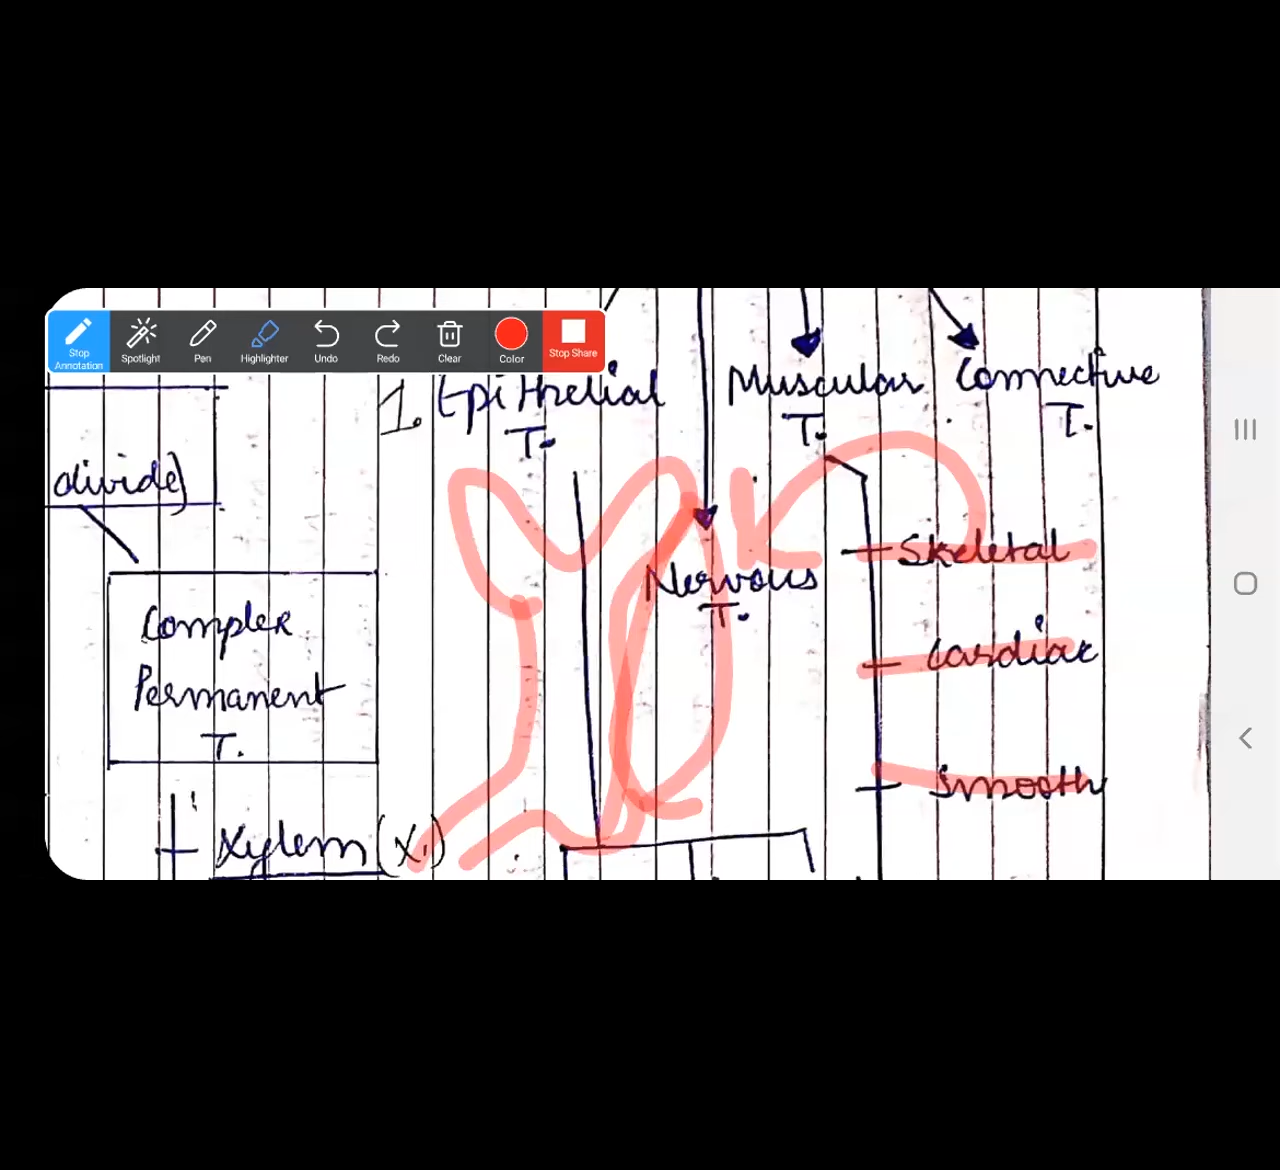 Stop Annotation
Spotlight
Pen
Highlighter
Undo
Redo
Clear
Color
Stop Share
1. Epithelial T.
Muscular T.
Connective T.
Nervous T.
divide)
Complex
Permanent
T.
Xylem (X.)
Skeletal
Cardiac
Smooth